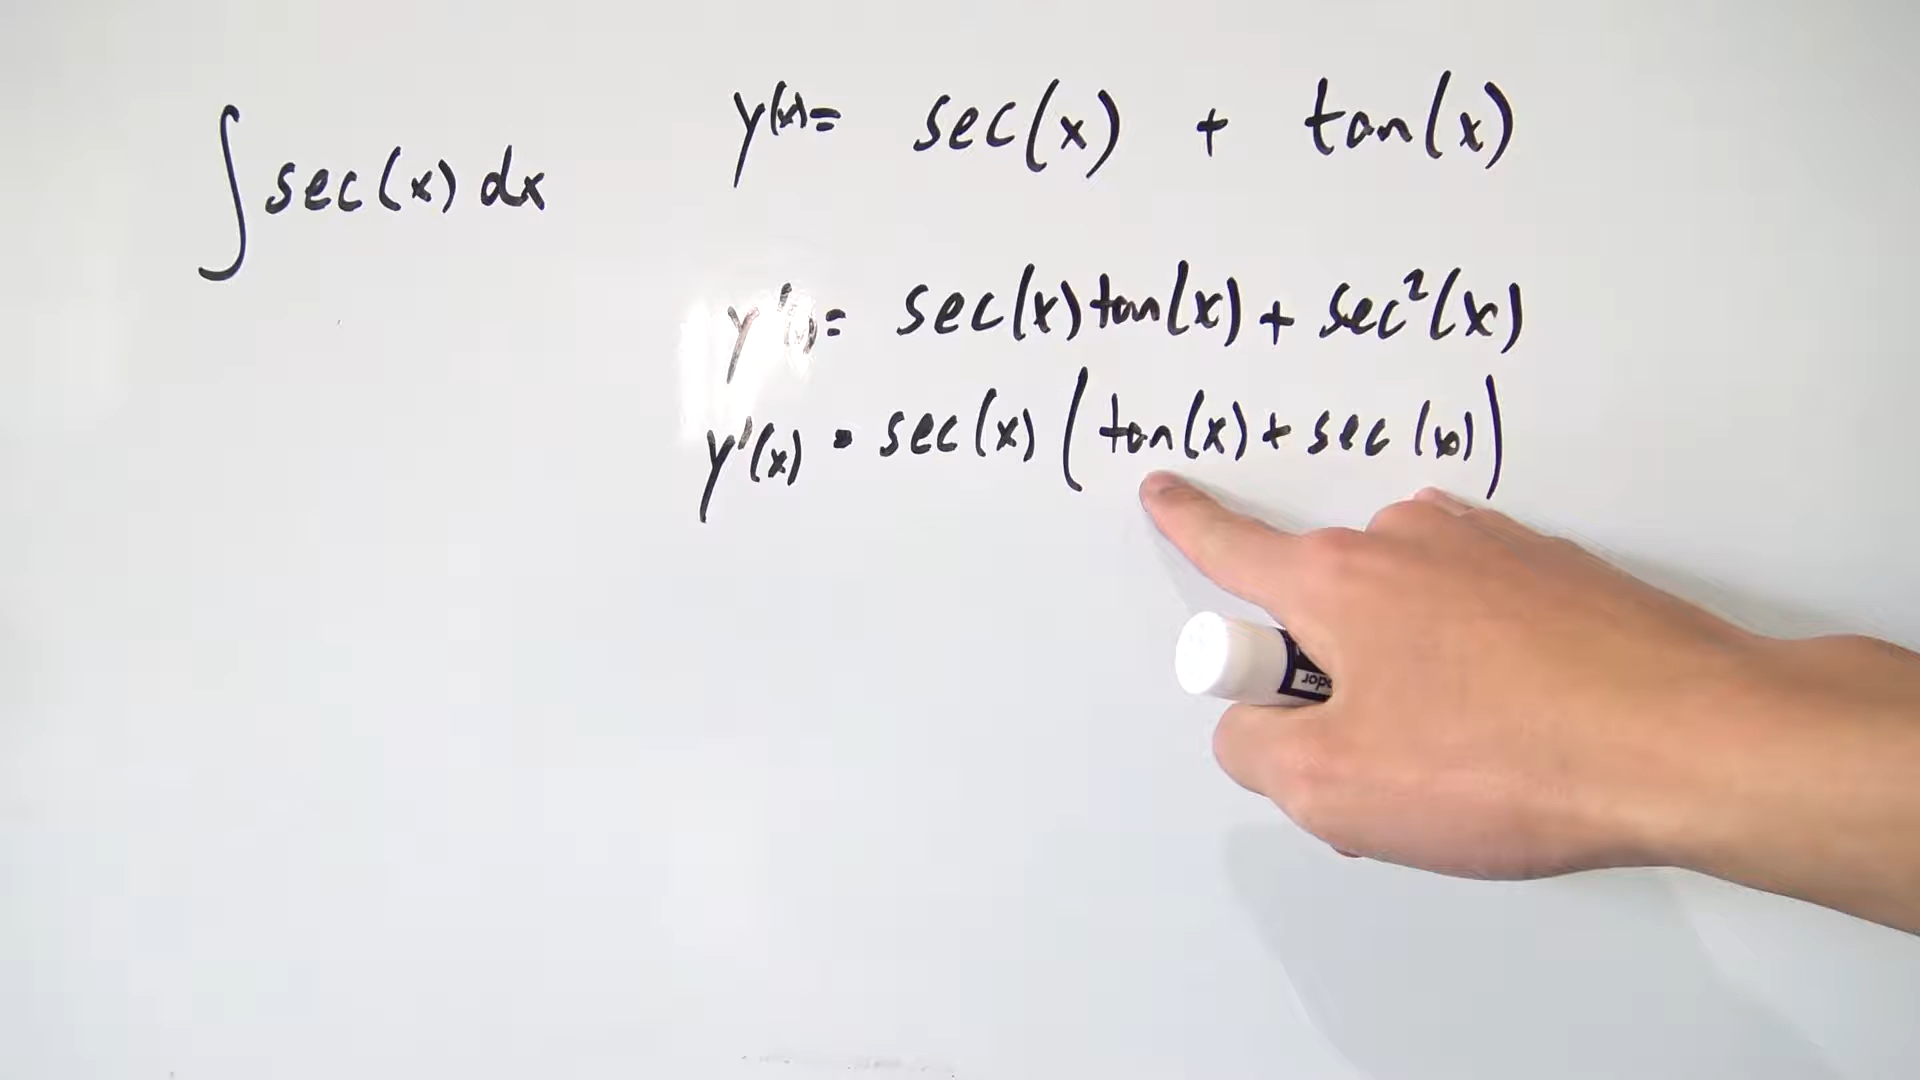 ∫ sec(x) dx
y(x)= sec(x) + tan(x)
y'(x)= sec(x)tan(x) + sec²(x)
y'(x) = sec(x) (tan(x) + sec(x))